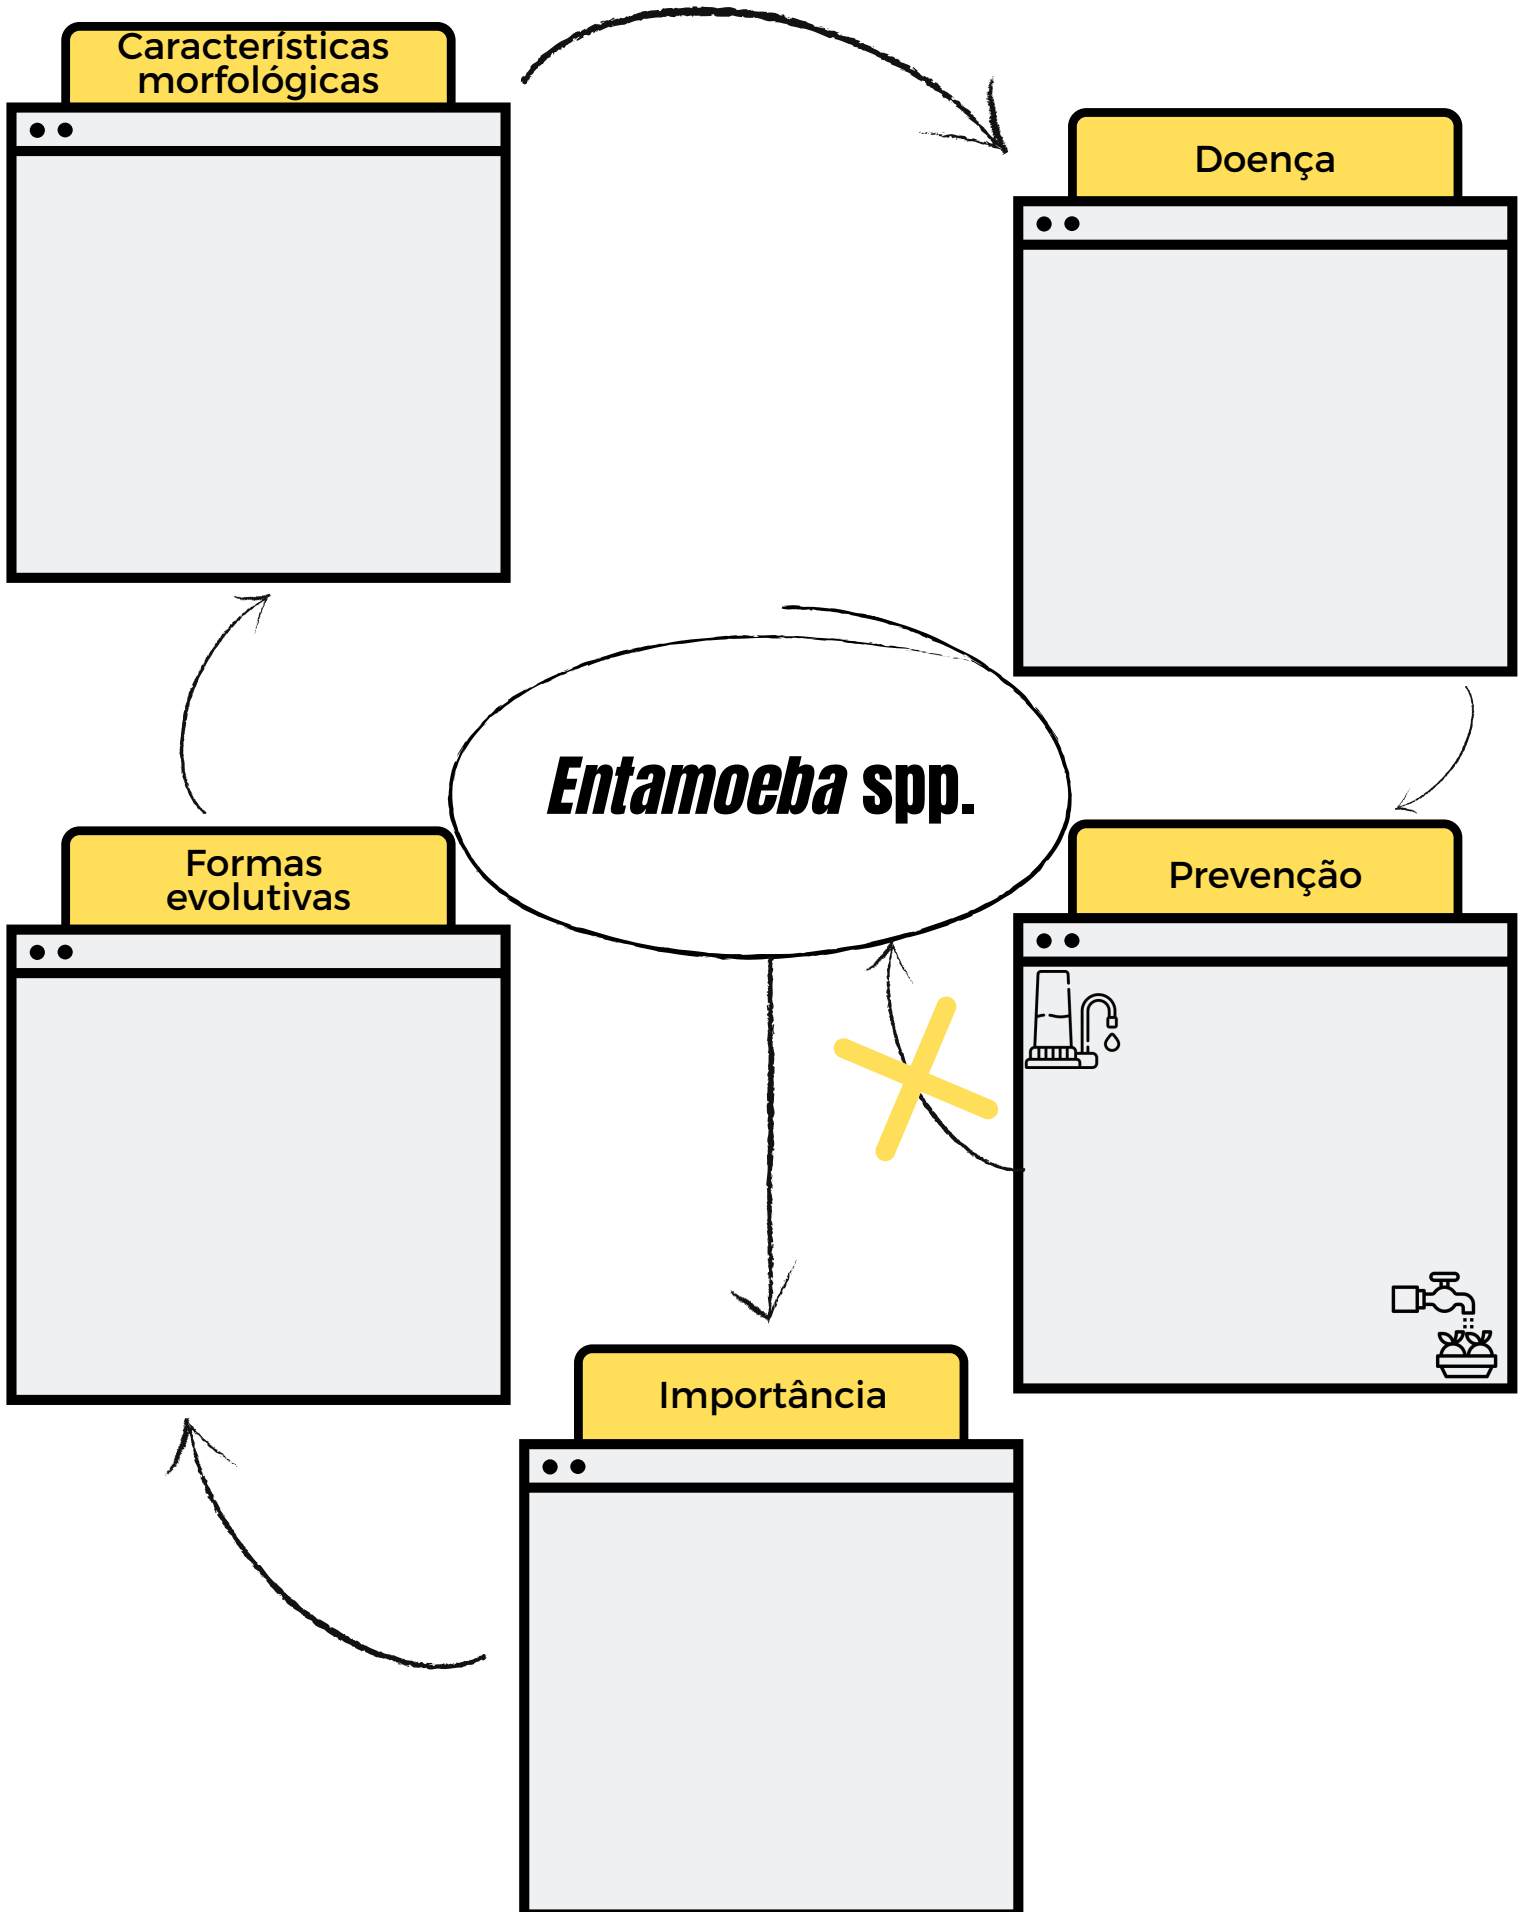 Características
morfológicas
Doença
Entamoeba spp.
Formas
evolutivas
Prevenção
Importância